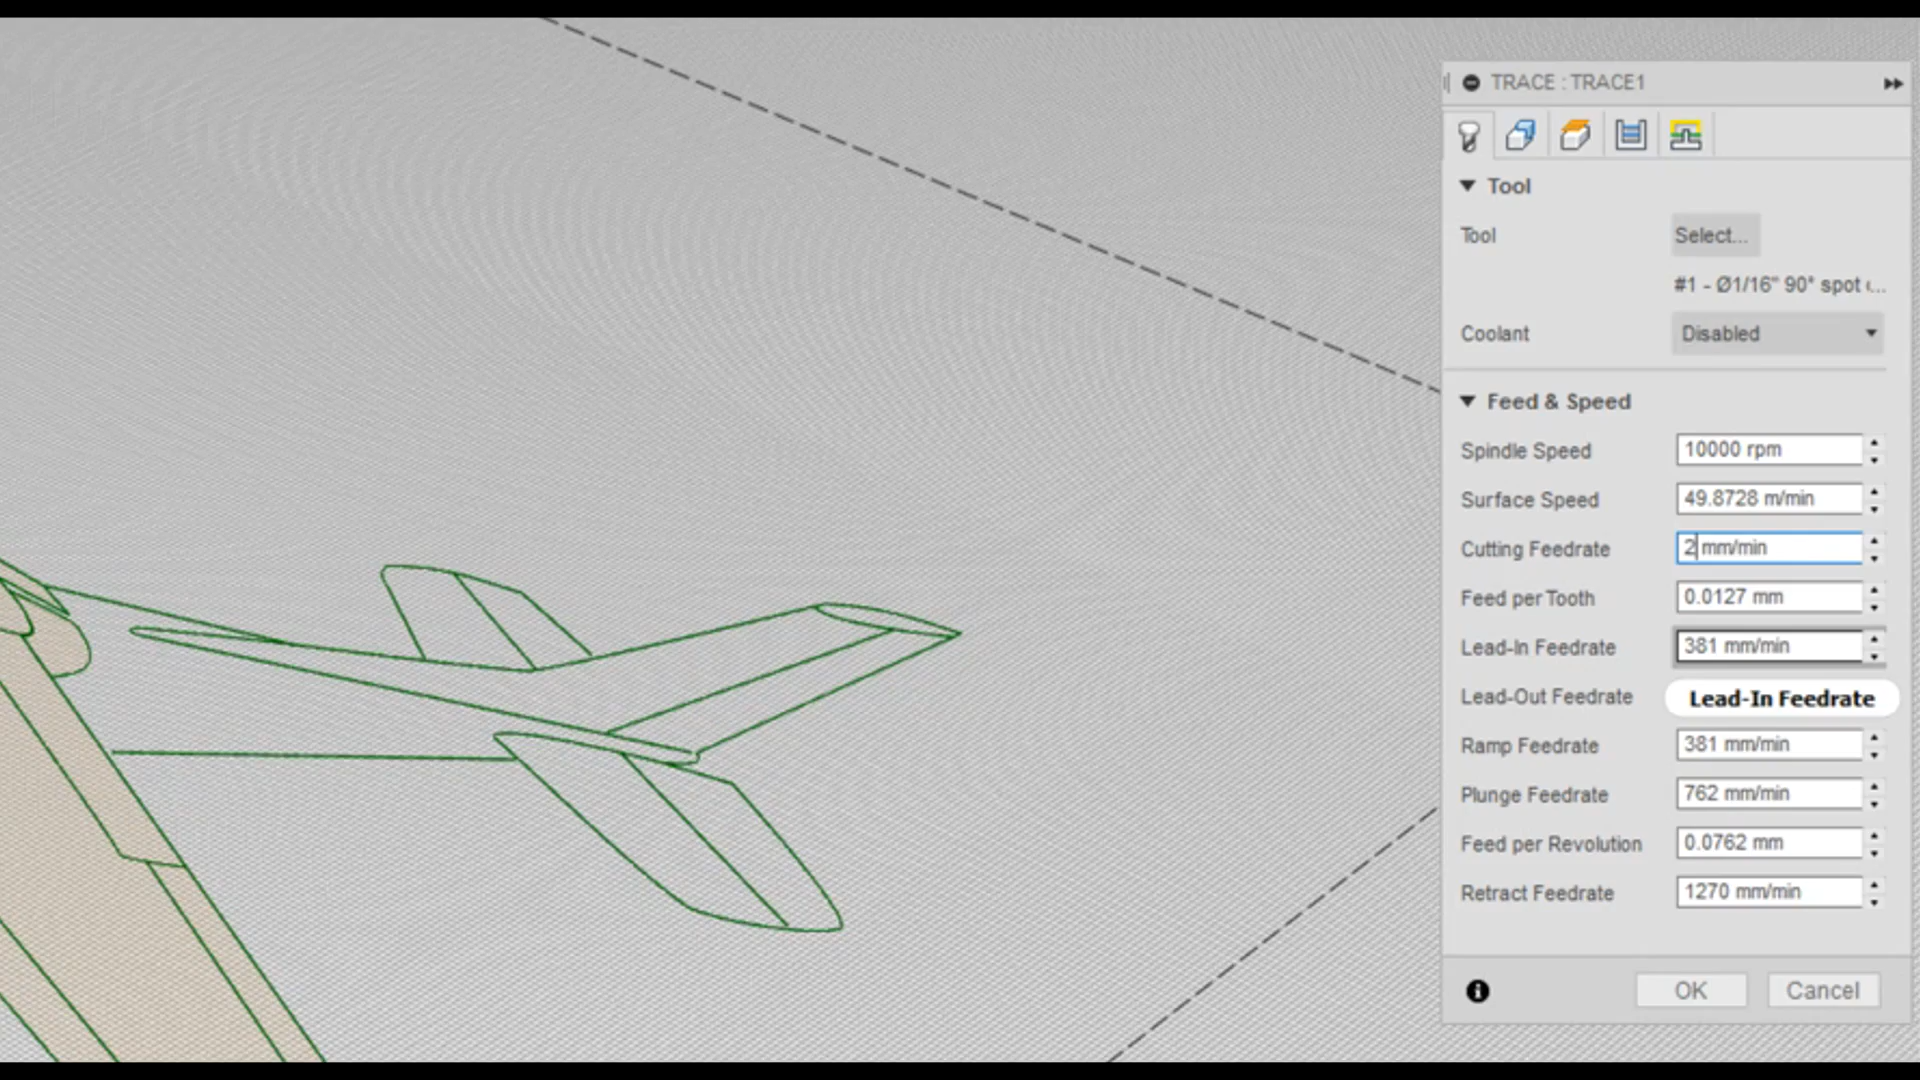 TRACE : TRACE1
Tool
Tool Select...
#1 - Ø1/16" 90° spot
Coolant Disabled
Feed & Speed
Spindle Speed 10000 rpm
Surface Speed 49.8728 m/min
Cutting Feedrate 2 mm/min
Feed per Tooth 0.0127 mm
Lead-In Feedrate 381 mm/min
Lead-Out Feedrate Lead-In Feedrate
Ramp Feedrate 381 mm/min
Plunge Feedrate 762 mm/min
Feed per Revolution 0.0762 mm
Retract Feedrate 1270 mm/min
OK Cancel